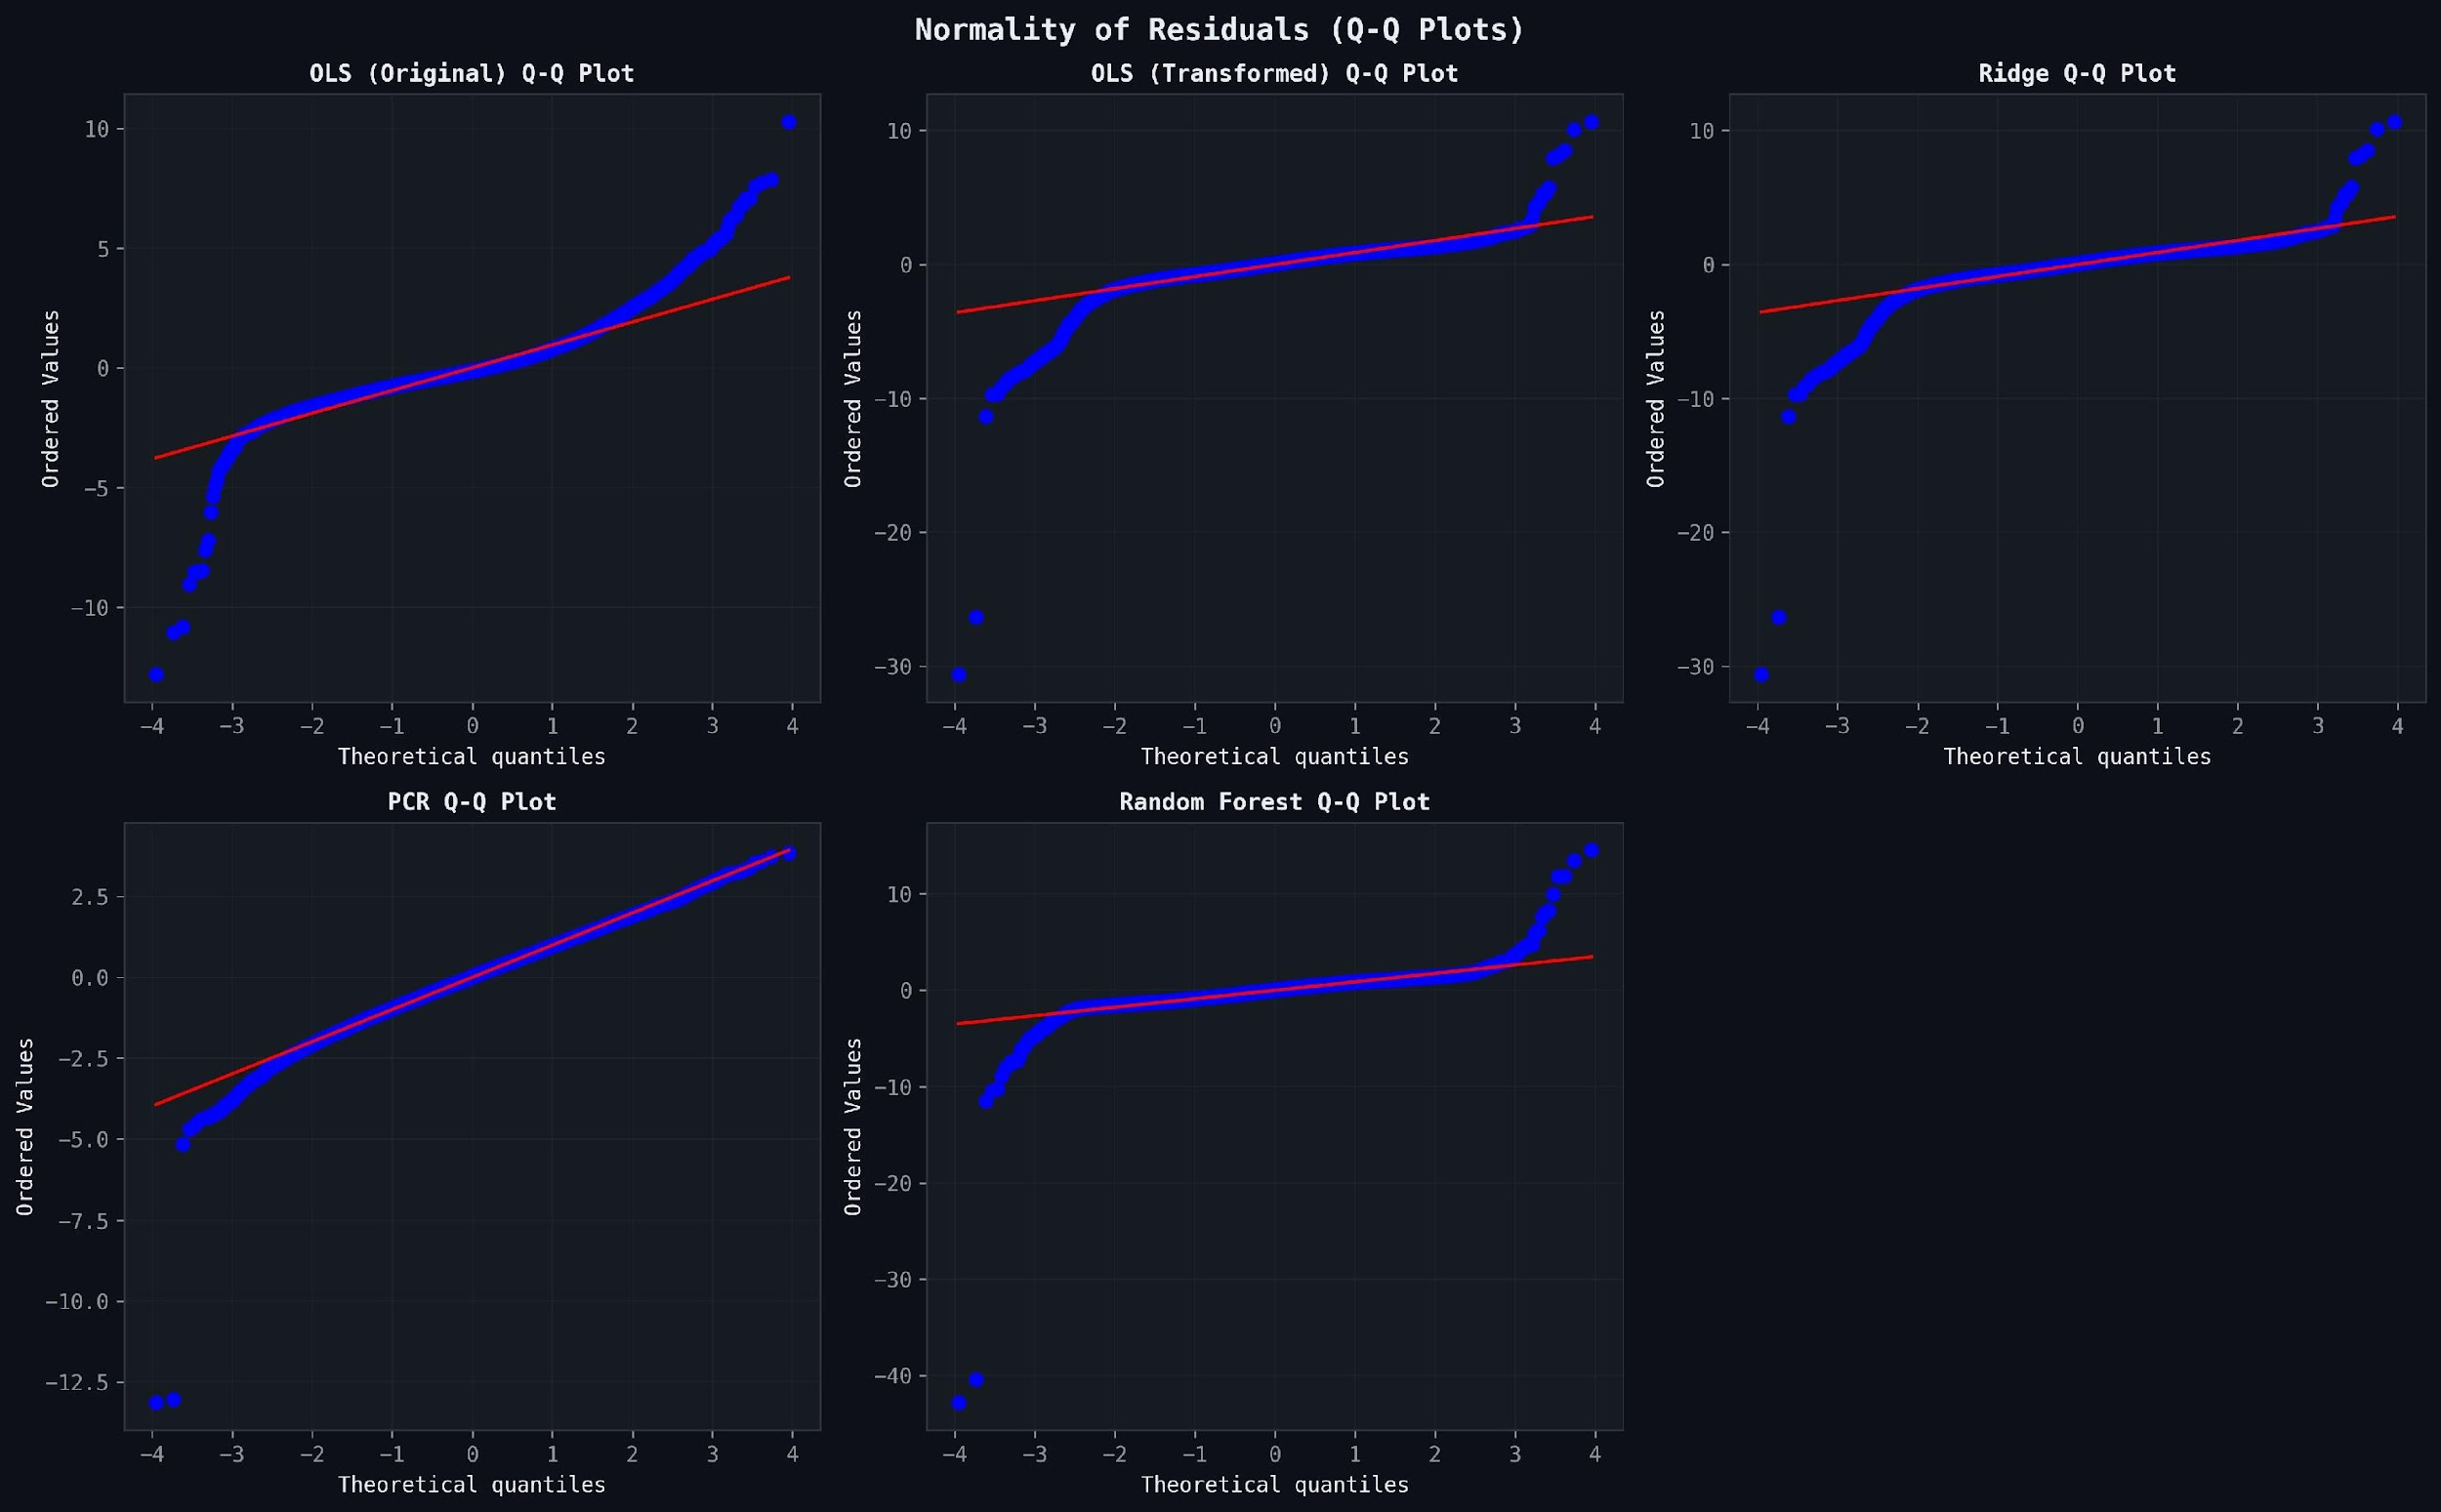 Normality of Residuals (Q-Q Plots)
OLS (Original) Q-Q Plot
10
5
0
−5
−10
Ordered Values
−4 −3 −2 −1 0 1 2 3 4
Theoretical quantiles
OLS (Transformed) Q-Q Plot
10
0
−10
−20
−30
Ordered Values
−4 −3 −2 −1 0 1 2 3 4
Theoretical quantiles
Ridge Q-Q Plot
10
0
−10
−20
−30
Ordered Values
−4 −3 −2 −1 0 1 2 3 4
Theoretical quantiles
PCR Q-Q Plot
2.5
0.0
−2.5
−5.0
−7.5
−10.0
−12.5
Ordered Values
−4 −3 −2 −1 0 1 2 3 4
Theoretical quantiles
Random Forest Q-Q Plot
10
0
−10
−20
−30
−40
Ordered Values
−4 −3 −2 −1 0 1 2 3 4
Theoretical quantiles